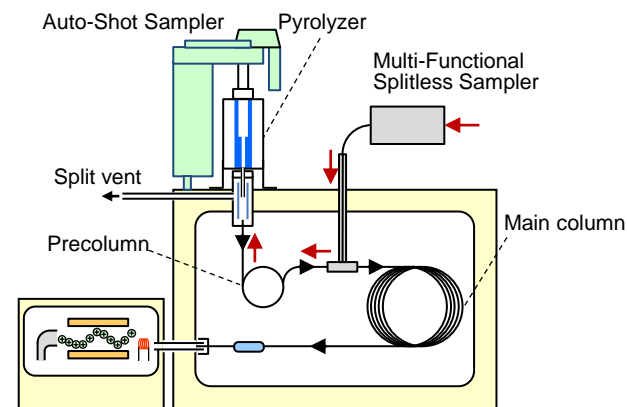 Auto-Shot Sampler
Pyrolyzer
Multi-Functional
Splitless Sampler
Split vent
Precolumn
Main column